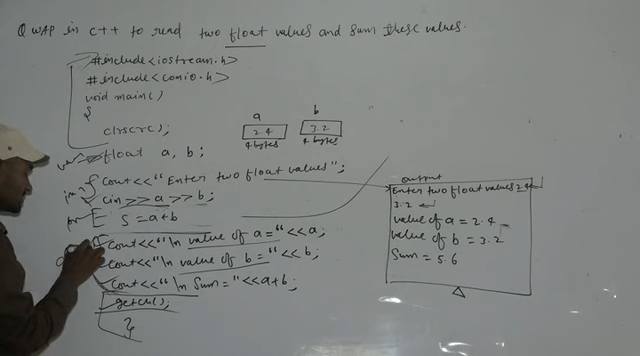 Q WAP in c++ to read two float values and sum these values.
#include<iostream.h>
#include<conio.h>
void main()
{
clrscr();
float a, b;
a b
2.4 3.2
4 bytes 4 bytes
cout<<"Enter two float values";
cin>>a>>b;
S=a+b
cout<<"\n value of a="<<a;
cout<<"\n value of b="<<b;
cout<<"\n Sum="<<a+b;
getch();
}
output
Enter two float values 2.4
3.2
value of a = 2.4
value of b = 3.2
Sum = 5.6